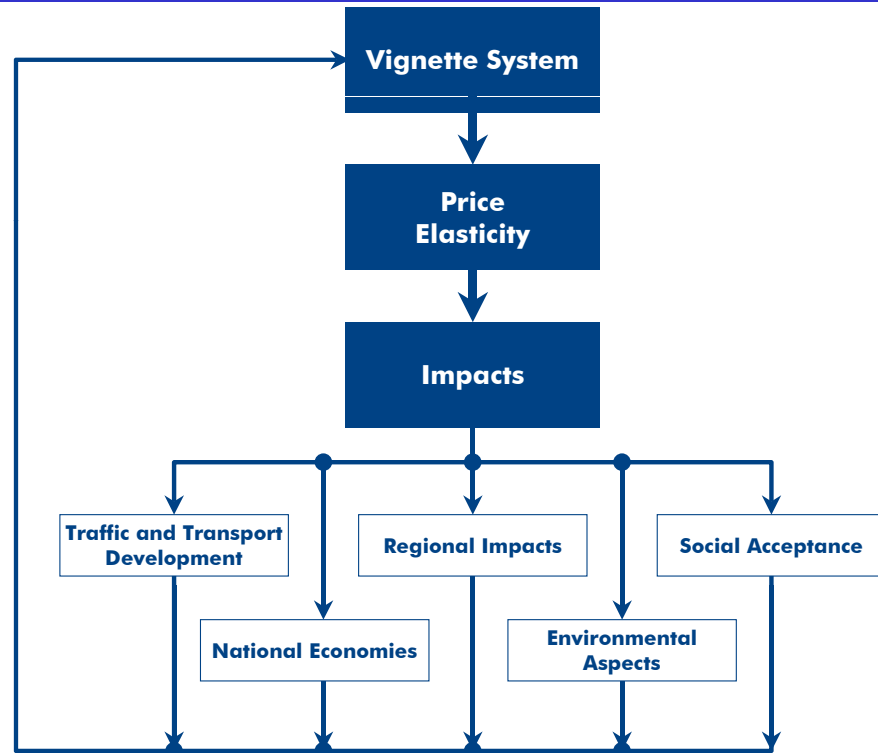 Vignette System
Price
Elasticity
Impacts
Traffic and Transport
Development
Regional Impacts
Social Acceptance
National Economies
Environmental
Aspects